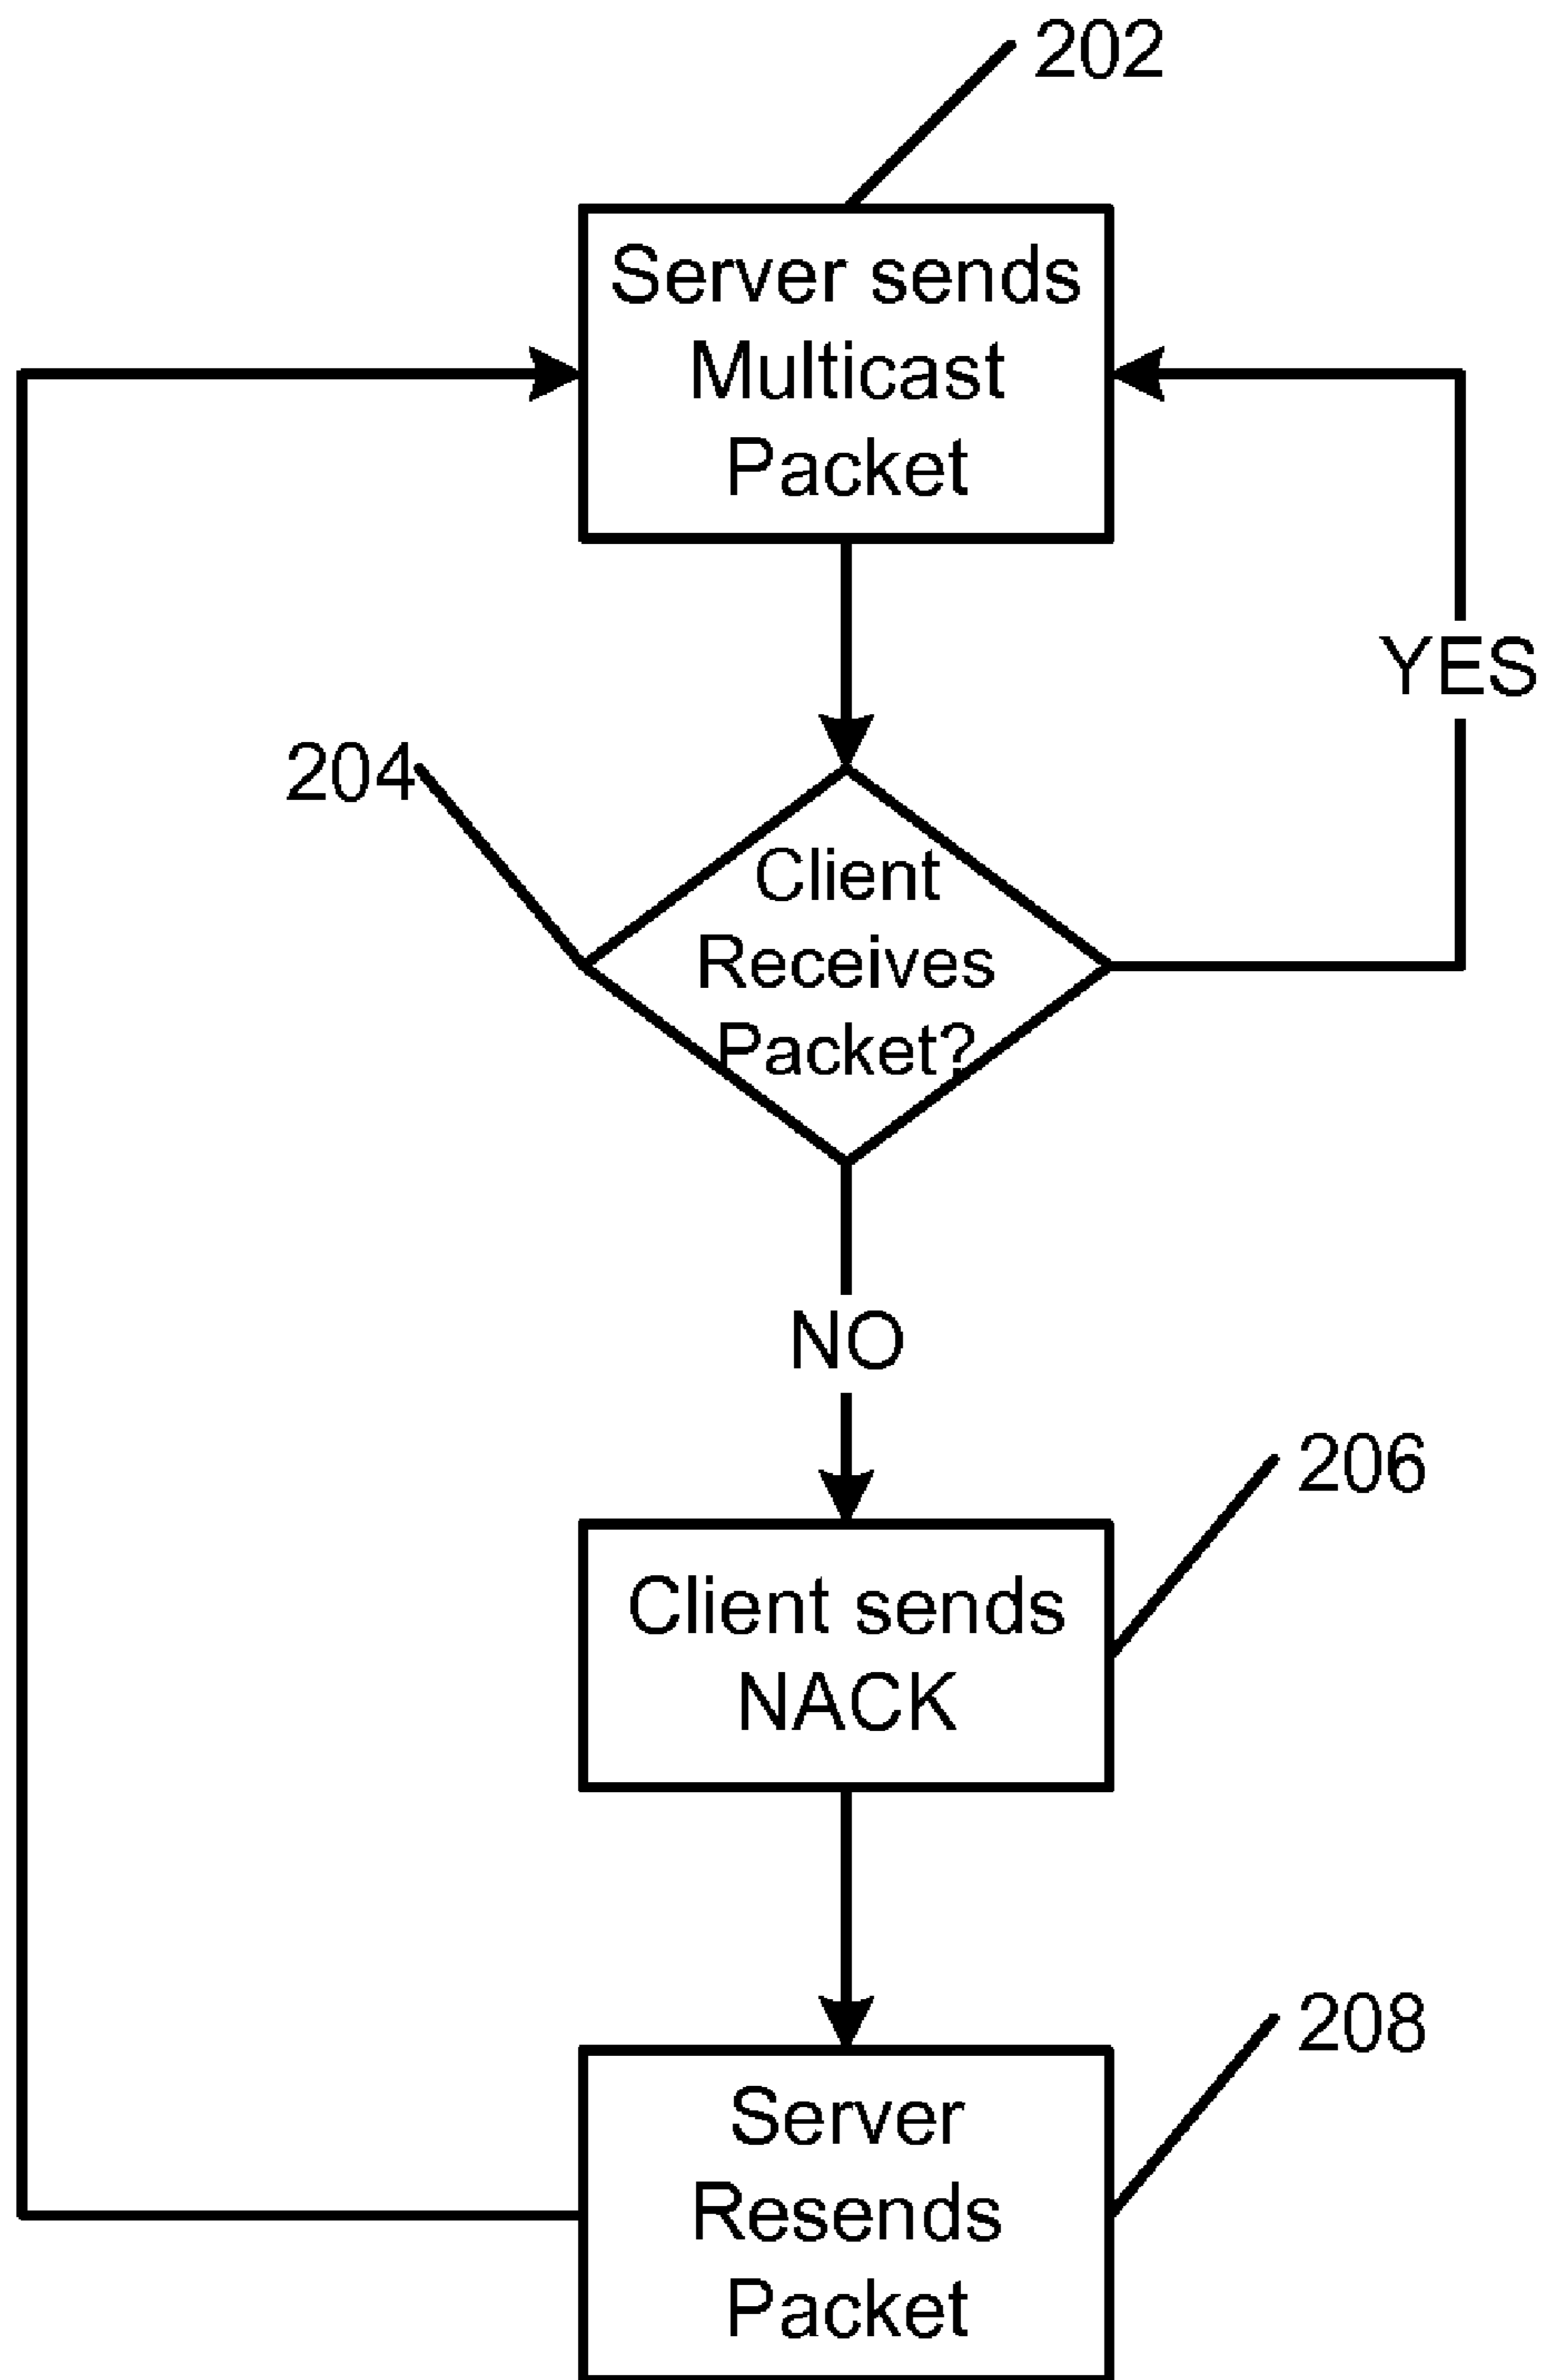 202
Server sends
Multicast
Packet
YES
204
Client
Receives
Packet?
NO
206
Client sends
NACK
208
Server
Resends
Packet